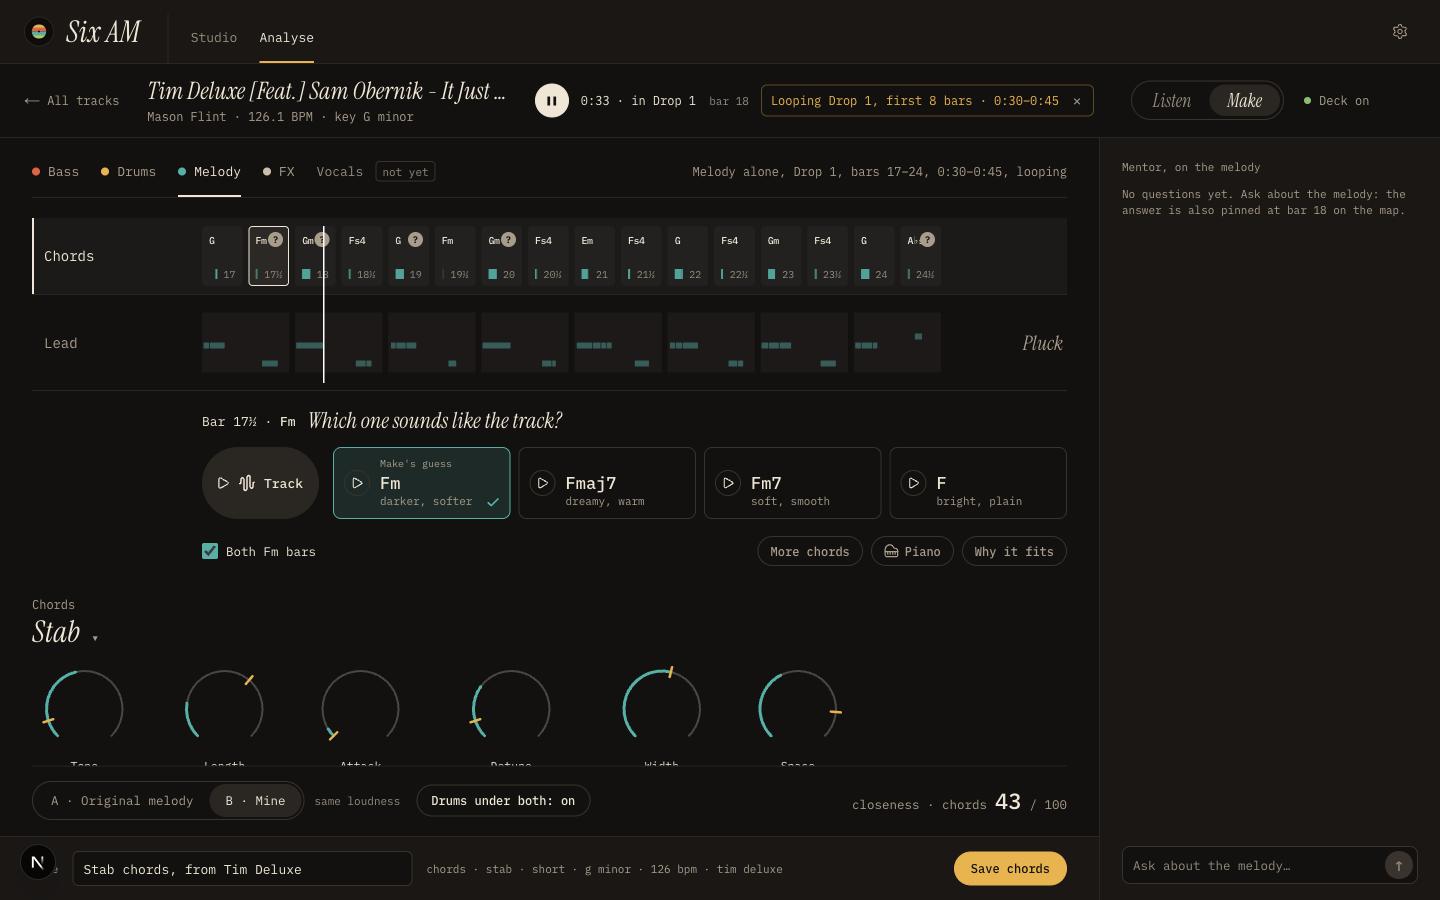 Six AM
Studio
Analyse
← All tracks
Tim Deluxe [Feat.] Sam Obernik - It Just ...
Mason Flint · 126.1 BPM · key G minor
0:33 · in Drop 1 bar 18
Looping Drop 1, first 8 bars · 0:30–0:45 ×
Listen
Make
Deck on
Bass
Drums
Melody
FX
Vocals
not yet
Melody alone, Drop 1, bars 17–24, 0:30–0:45, looping
Chords
G Fm ? Gm ? Fs4 G ? Fm Gm ? Fs4 Em Fs4 G Fs4 Gm Fs4 G ?
17 17½ 18 18½ 19 19½ 20 20½ 21 21½ 22 22½ 23 23½ 24 24½
Lead
Pluck
Bar 17½ · Fm Which one sounds like the track?
Track
Make's guess
Fm
darker, softer
Fmaj7
dreamy, warm
Fm7
soft, smooth
F
bright, plain
Both Fm bars
More chords
Piano
Why it fits
Chords
Stab ▾
Tone Length Attack Detune Width Space
A · Original melody
B · Mine
same loudness
Drums under both: on
closeness · chords 43 / 100
N
Stab chords, from Tim Deluxe
chords · stab · short · g minor · 126 bpm · tim deluxe
Save chords
Mentor, on the melody
No questions yet. Ask about the melody: the
answer is also pinned at bar 18 on the map.
Ask about the melody…
↑